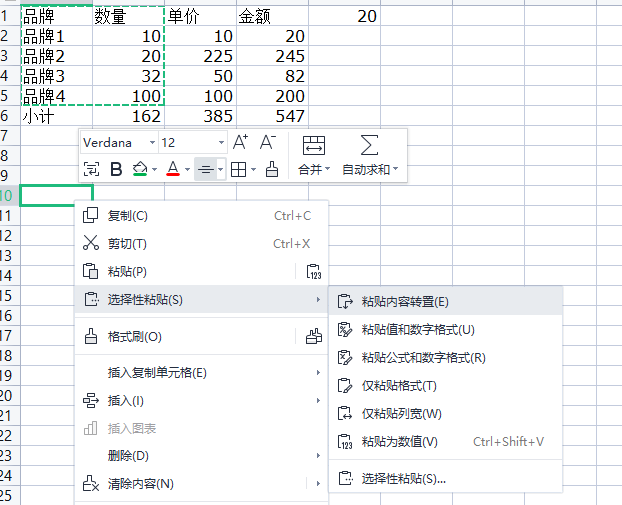 1 品牌 数量 单价 金额 20
2 品牌1 10 10 20
3 品牌2 20 225 245
4 品牌3 32 50 82
5 品牌4 100 100 200
6 小计 162 385 547
7
8 Verdana 12 A+ A-
9 B A 合并 自动求和
10
11 复制(C) Ctrl+C
12
13 剪切(T) Ctrl+X
14 粘贴(P) 123
15 选择性粘贴(S) 粘贴内容转置(E)
16 粘贴值和数字格式(U)
17 格式刷(O)
18 粘贴公式和数字格式(R)
19 插入复制单元格(E) 仅粘贴格式(T)
20 插入(I)
21 仅粘贴列宽(W)
22 插入图表 123 粘贴为数值(V) Ctrl+Shift+V
23 删除(D)
24 清除内容(N) 选择性粘贴(S)...
25